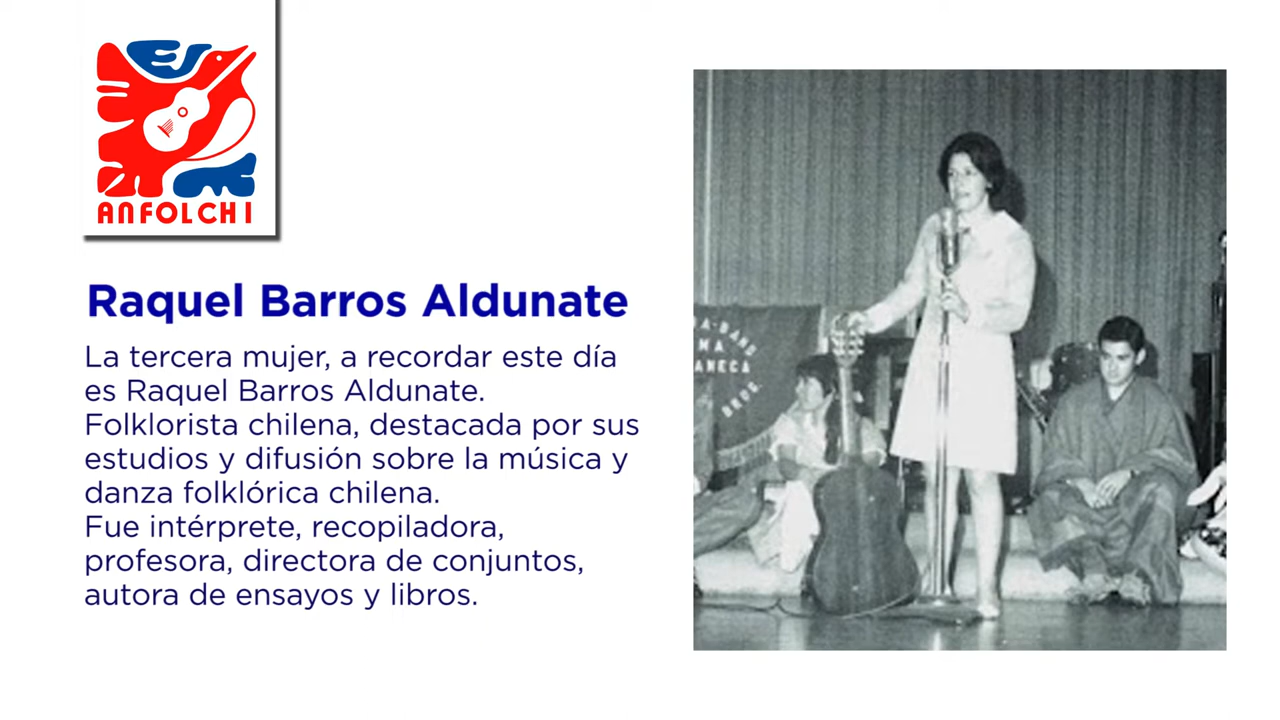 ANFOLCHI
Raquel Barros Aldunate
La tercera mujer, a recordar este día
es Raquel Barros Aldunate.
Folklorista chilena, destacada por sus
estudios y difusión sobre la música y
danza folklórica chilena.
Fue intérprete, recopiladora,
profesora, directora de conjuntos,
autora de ensayos y libros.